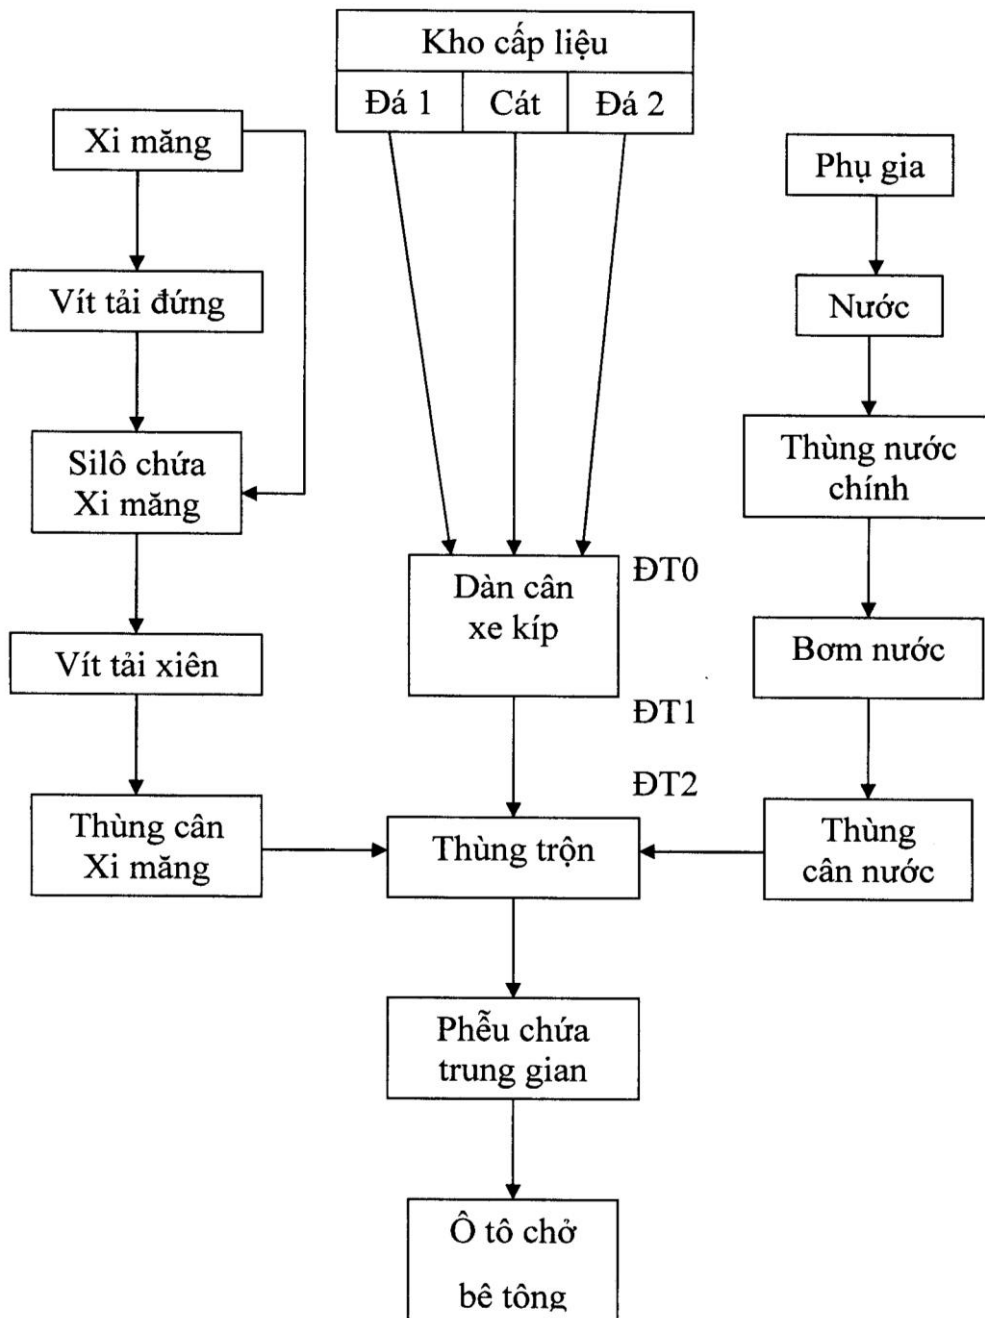 Kho cấp liệu
Đá 1 Cát Đá 2
Xi măng
Phụ gia
Vít tải đứng
Nước
Silô chứa
Xi măng
Thùng nước
chính
Dàn cân
xe kíp
ĐT0
Vít tải xiên
Bơm nước
ĐT1
ĐT2
Thùng cân
Xi măng
Thùng trộn
Thùng
cân nước
Phễu chứa
trung gian
Ô tô chở
bê tông